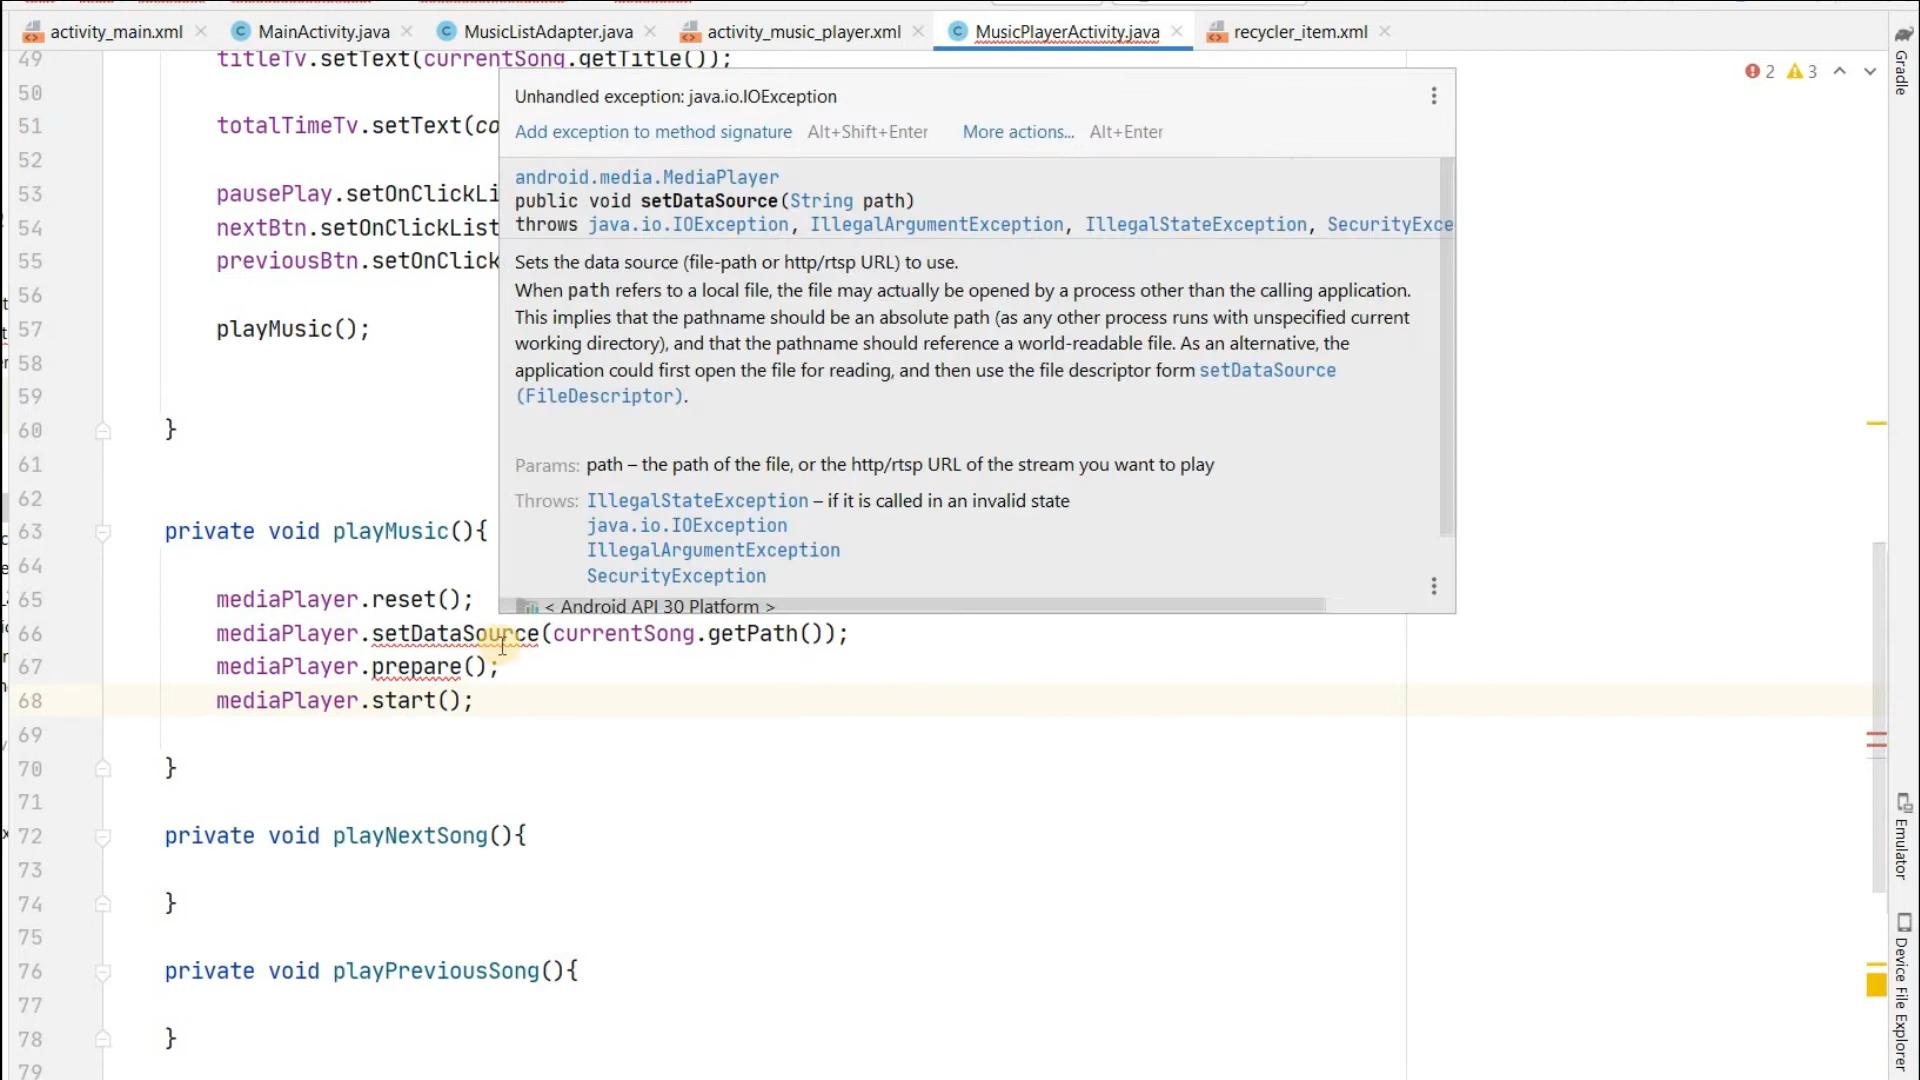 activity_main.xml MainActivity.java MusicListAdapter.java activity_music_player.xml MusicPlayerActivity.java recycler_item.xml
Gradle
2 3
49 titleTv.setText(currentSong.getTitle());
50
51 totalTimeTv.setText(co
52
53 pausePlay.setOnClickLi
54 nextBtn.setOnClickList
55 previousBtn.setOnClick
56
57 playMusic();
58
59
60 }
61
62
63 private void playMusic(){
64
65 mediaPlayer.reset();
66 mediaPlayer.setDataSource(currentSong.getPath());
67 mediaPlayer.prepare();
68 mediaPlayer.start();
69
70 }
71
72 private void playNextSong(){
73
74 }
75
76 private void playPreviousSong(){
77
78 }
79
Unhandled exception: java.io.IOException
Add exception to method signature Alt+Shift+Enter More actions... Alt+Enter
android.media.MediaPlayer
public void setDataSource(String path)
throws java.io.IOException, IllegalArgumentException, IllegalStateException, SecurityExce
Sets the data source (file-path or http/rtsp URL) to use.
When path refers to a local file, the file may actually be opened by a process other than the calling application.
This implies that the pathname should be an absolute path (as any other process runs with unspecified current
working directory), and that the pathname should reference a world-readable file. As an alternative, the
application could first open the file for reading, and then use the file descriptor form setDataSource
(FileDescriptor).
Params: path – the path of the file, or the http/rtsp URL of the stream you want to play
Throws: IllegalStateException – if it is called in an invalid state
java.io.IOException
IllegalArgumentException
SecurityException
< Android API 30 Platform >
Emulator
Device File Explorer